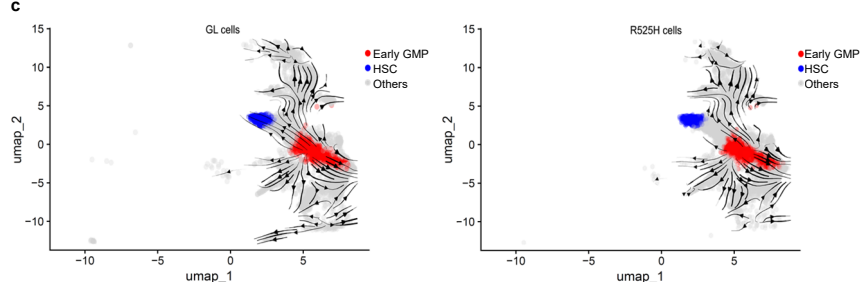 c
GL cells
R525H cells
15
10
5
0
−5
−10
umap_2
−10 −5 0 5
umap_1
Early GMP
HSC
Others
15
10
5
0
−5
−10
umap_2
−10 −5 0 5
umap_1
Early GMP
HSC
Others